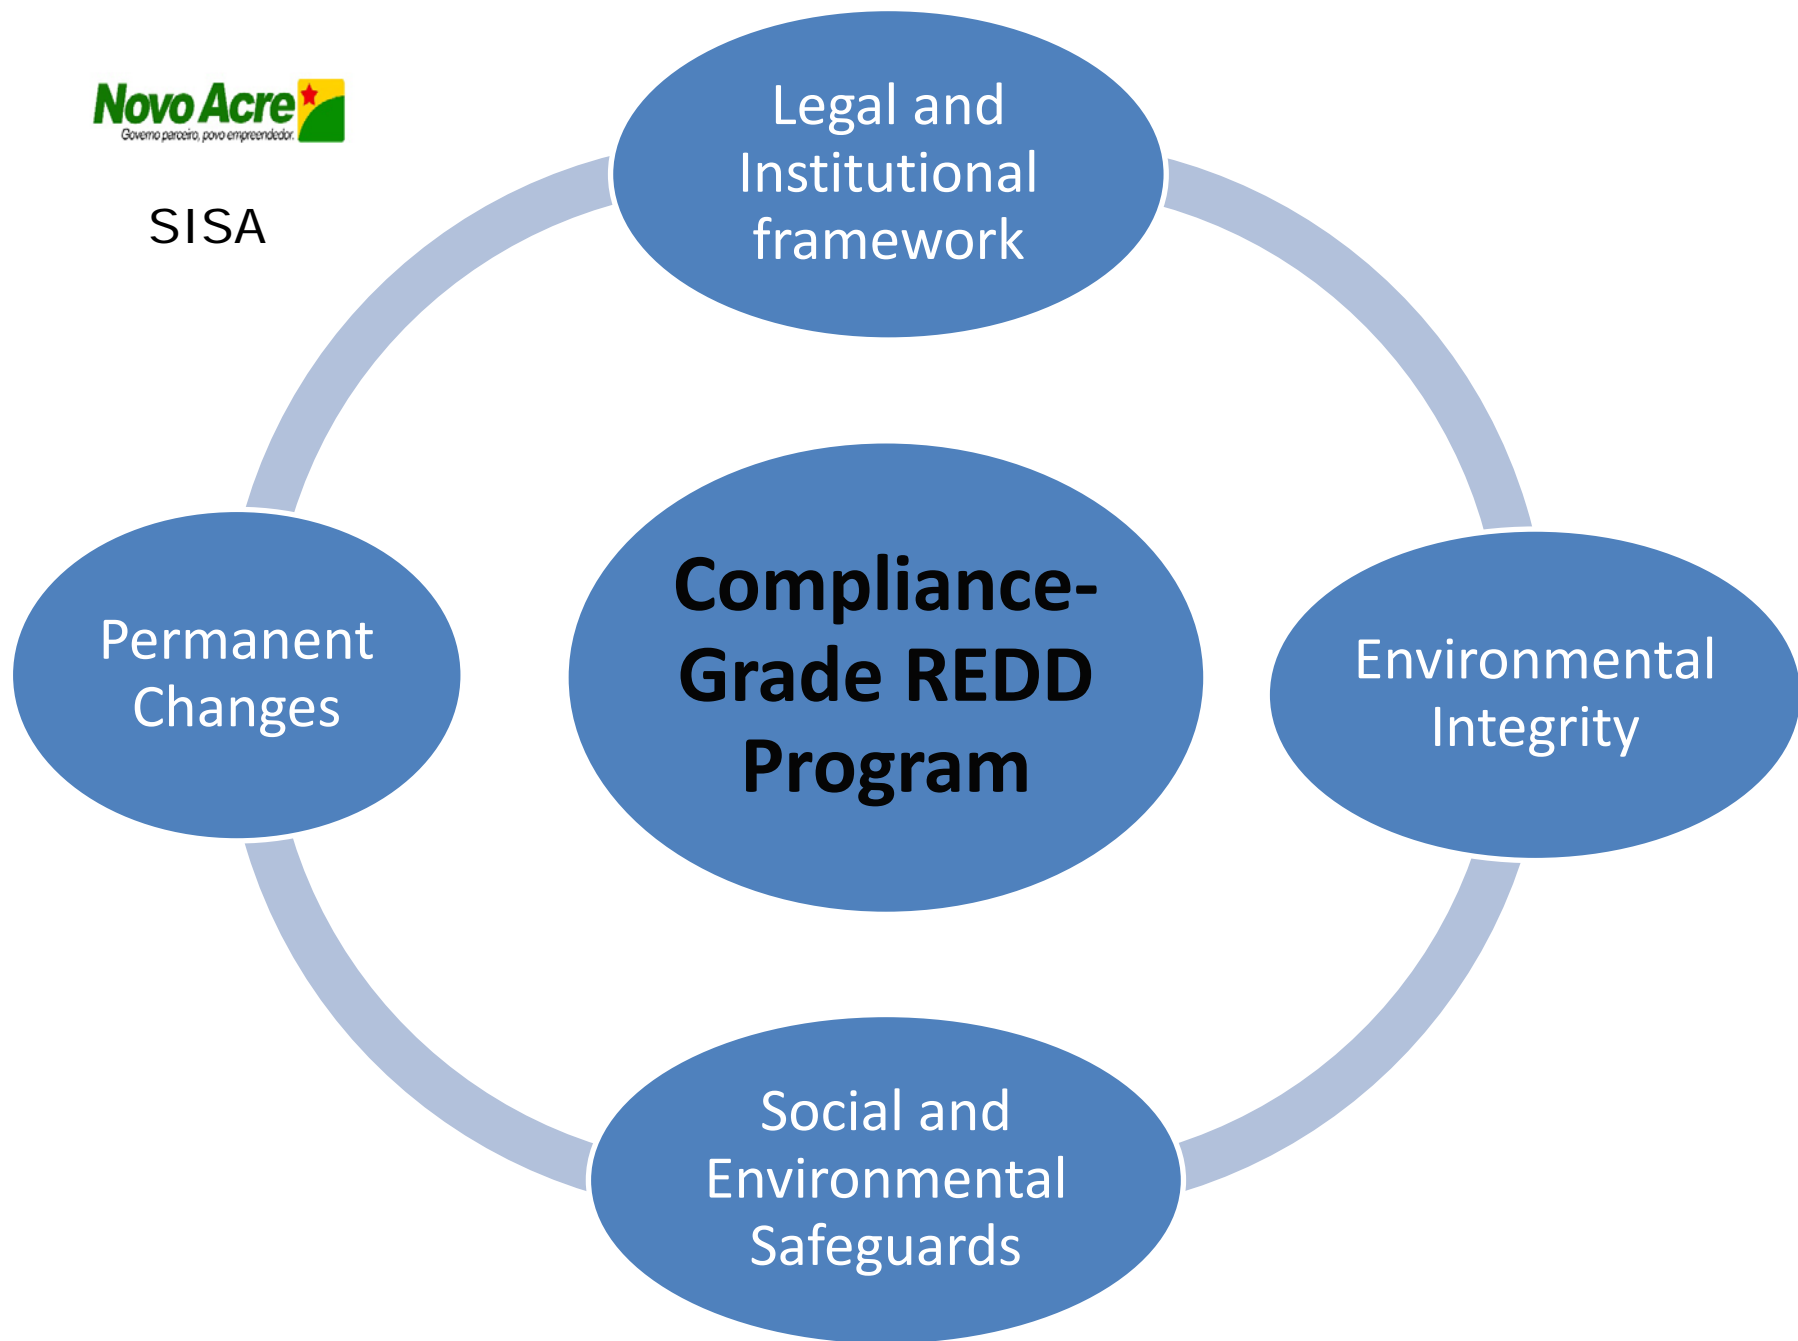 Novo Acre
Governo parceiro, povo empreendedor.
SISA
Legal and
Institutional
framework
Permanent
Changes
Compliance-
Grade REDD
Program
Environmental
Integrity
Social and
Environmental
Safeguards